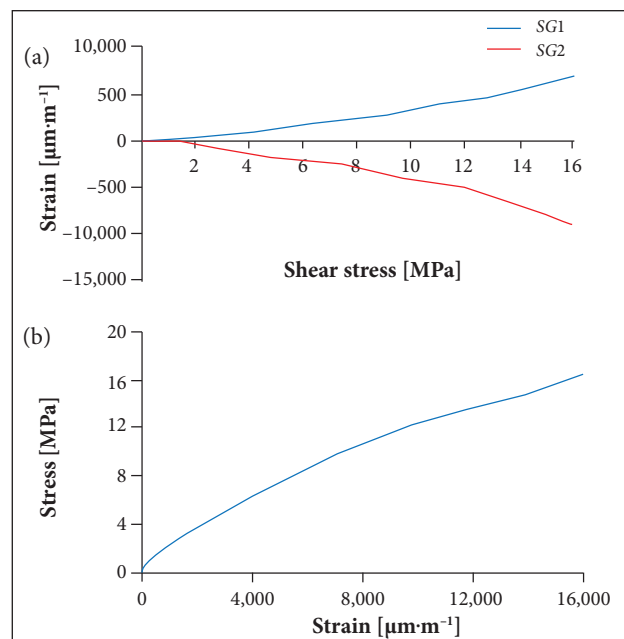 (a)
SG1
SG2
Strain [µm·m⁻¹]
10,000
500
0
−500
−10,000
−15,000
2 4 6 8 10 12 14 16
Shear stress [MPa]
(b)
Stress [MPa]
20
16
12
8
4
0
0 4,000 8,000 12,000 16,000
Strain [µm·m⁻¹]